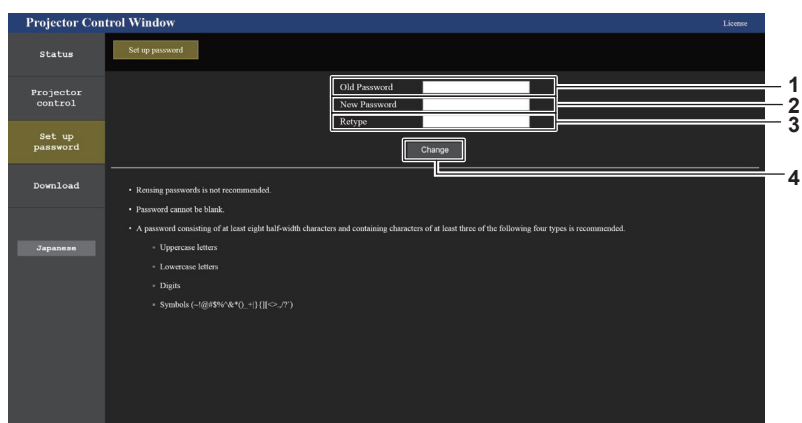 Projector Control Window
License
Status
Set up password
Projector
control
Set up
password
Download
Japanese
Old Password
1
New Password
2
Retype
3
Change
4
• Reusing passwords is not recommended.
• Password cannot be blank.
• A password consisting of at least eight half-width characters and containing characters of at least three of the following four types is recommended.
Uppercase letters
Lowercase letters
Digits
Symbols